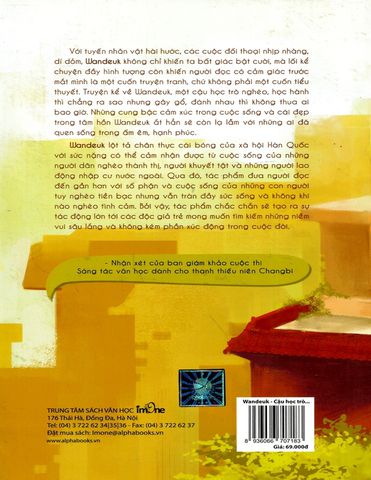 Với tuyến nhân vật hài hước, các cuộc đối thoại nhịp nhàng,
dí dỏm, Wandeuk không chỉ khiến ta bất giác bật cười, mà lối kể
chuyện đầy hình tượng còn khiến người đọc có cảm giác trước
mắt mình là một cuốn truyện tranh, chứ không phải một cuốn tiểu
thuyết. Truyện kể về Wandeuk, một cậu học trò nghèo, học hành
thì chẳng ra sao nhưng gây gổ, đánh nhau thì không thua ai
bao giờ. Những cung bậc cảm xúc trong cuộc sống và cái đẹp
trong tâm hồn Wandeuk ắt hẳn sẽ còn lạ lẫm với những ai đã
quen sống trong ấm êm, hạnh phúc.
Wandeuk lột tả chân thực cái bóng của xã hội Hàn Quốc
với sức nặng có thể cảm nhận được từ cuộc sống của những
người dân nghèo thành thị, người khuyết tật và những người lao
động nhập cư nước ngoài. Qua đó, tác phẩm đưa người đọc
đến gần hơn với số phận và cuộc sống của những con người
tuy nghèo tiền bạc nhưng vẫn tràn đầy sức sống và không khi
nào nghèo tình cảm. Bởi vậy, tác phẩm chắc chắn sẽ tạo ra sự
tác động lớn tới các độc giả trẻ mong muốn tìm kiếm những niềm
vui sâu lắng và không kém phần xúc động trong cuộc đời.
- Nhận xét của ban giám khảo cuộc thi
Sáng tác văn học dành cho thanh thiếu niên Changbi
TRUNG TÂM SÁCH VĂN HỌC imOne
176 Thái Hà, Đống Đa, Hà Nội
Tel: (04) 3 722 62 34|35|36 - Fax: (04) 3 722 62 37
Đặt mua sách: Imone@alphabooks.vn
www.alphabooks.vn
Wandeuk - Cậu học trò...
8 936066 707183
Giá: 69.000đ